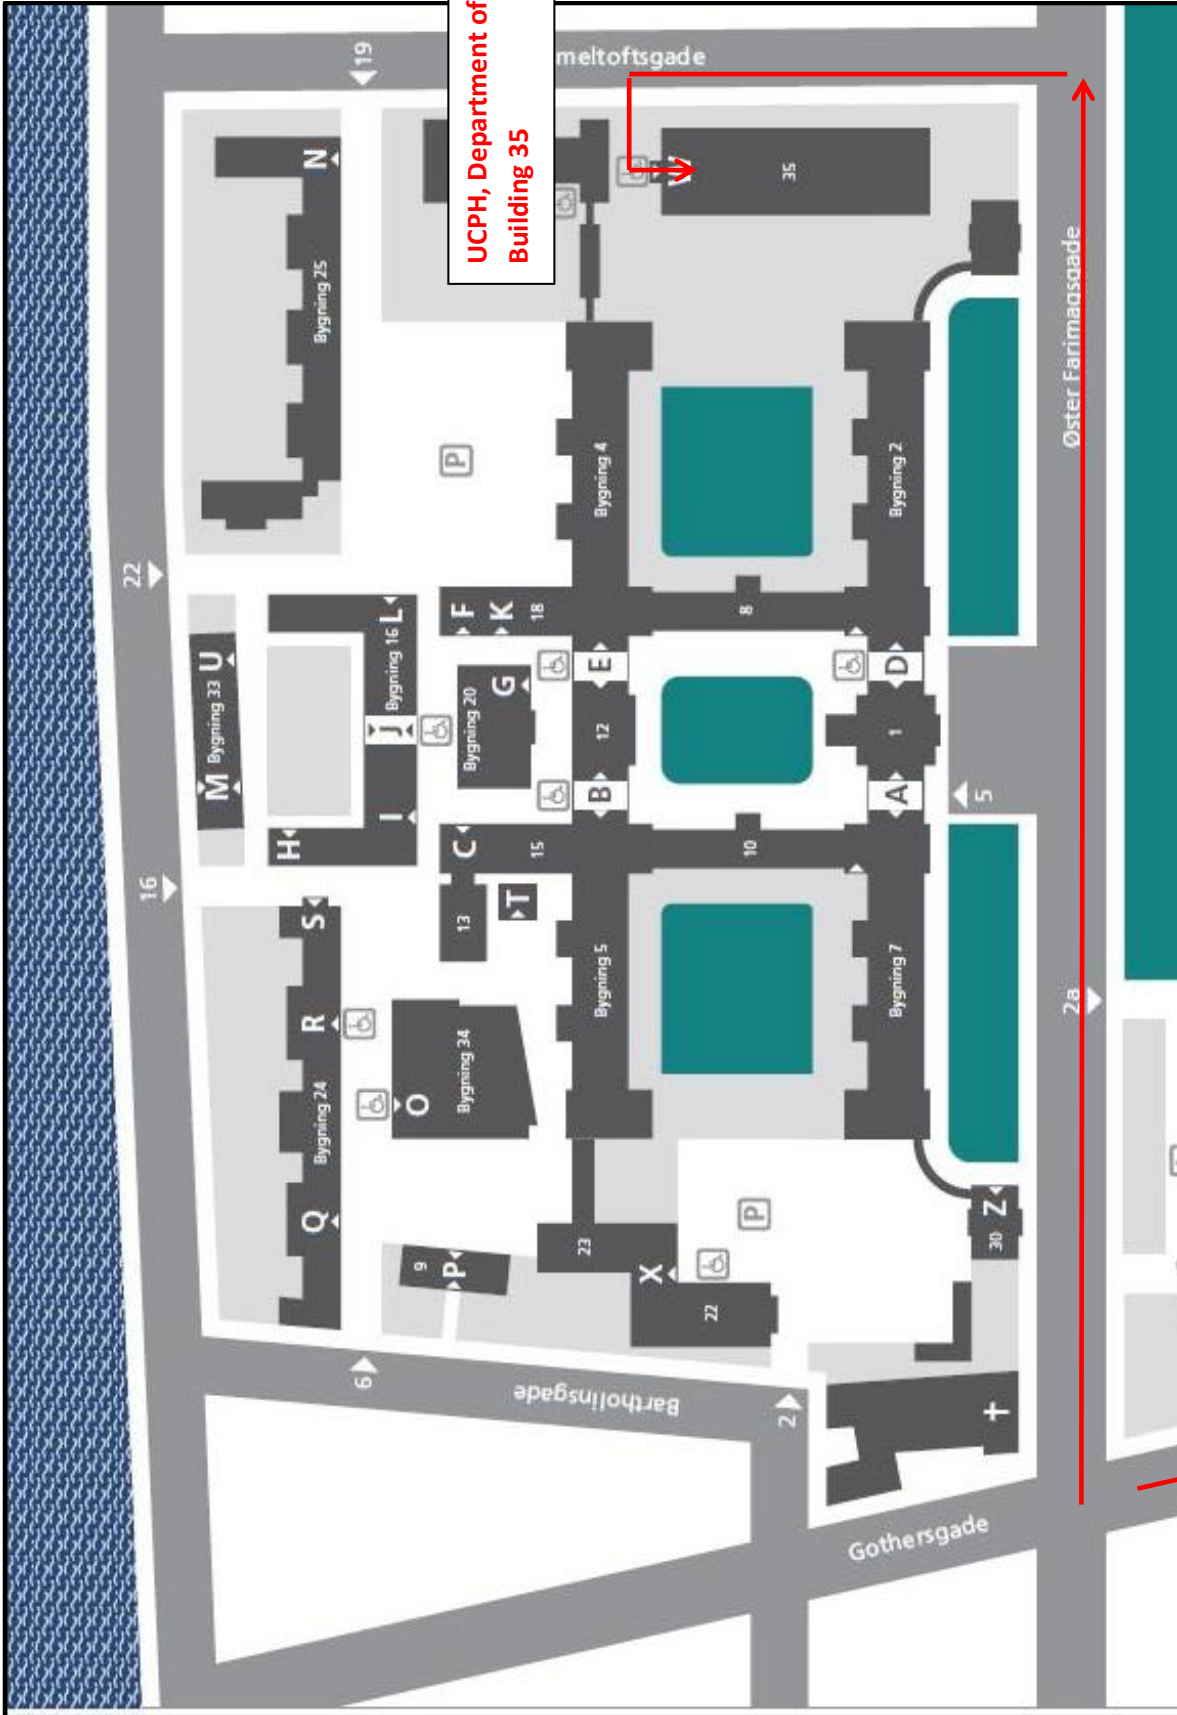 19
meltoftsgade
UCPH, Department of
Building 35
N
Bygning 25
W
35
Øster Farimagsgade
P
Bygning 4
Bygning 2
22
U
Bygning 33
M
L
Bygning 16
J
I
H
F
K
18
8
G
Bygning 20
E
12
B
D
1
A
5
16
S
R
Bygning 24
Q
C
15
10
13
T
O
Bygning 34
Bygning 5
Bygning 7
2a
9
P
23
X
22
P
Z
30
6
Bartholinsgade
2
Gothersgade